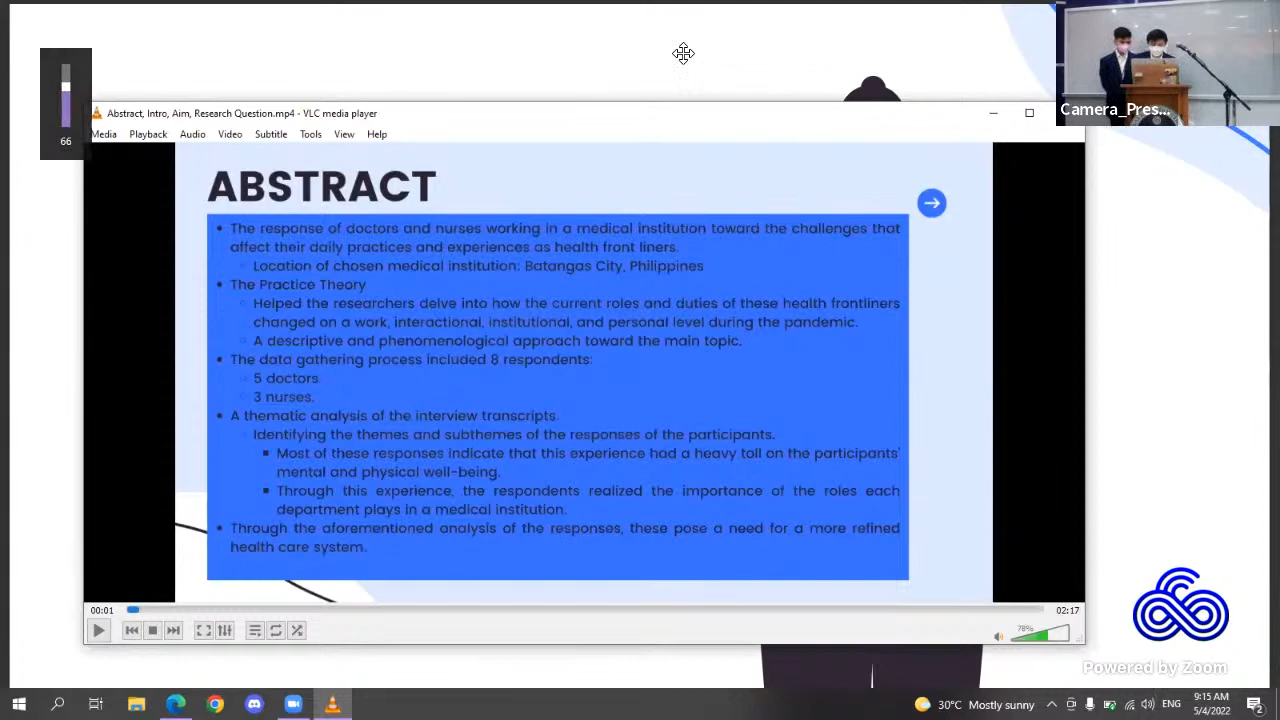 66
Abstract, Intro, Aim, Research Question.mp4 - VLC media player
Media Playback Audio Video Subtitle Tools View Help
Camera_Pres...
ABSTRACT
• The response of doctors and nurses working in a medical institution toward the challenges that
affect their daily practices and experiences as health front liners.
Location of chosen medical institution: Batangas City, Philippines
• The Practice Theory
Helped the researchers delve into how the current roles and duties of these health frontliners
changed on a work, interactional, institutional, and personal level during the pandemic.
A descriptive and phenomenological approach toward the main topic.
• The data gathering process included 8 respondents:
5 doctors
3 nurses.
• A thematic analysis of the interview transcripts.
Identifying the themes and subthemes of the responses of the participants.
▪ Most of these responses indicate that this experience had a heavy toll on the participants'
mental and physical well-being.
▪ Through this experience, the respondents realized the importance of the roles each
department plays in a medical institution.
• Through the aforementioned analysis of the responses, these pose a need for a more refined
health care system.
00:01
02:17
78%
Powered by Zoom
30°C Mostly sunny
ENG
9:15 AM
5/4/2022
2